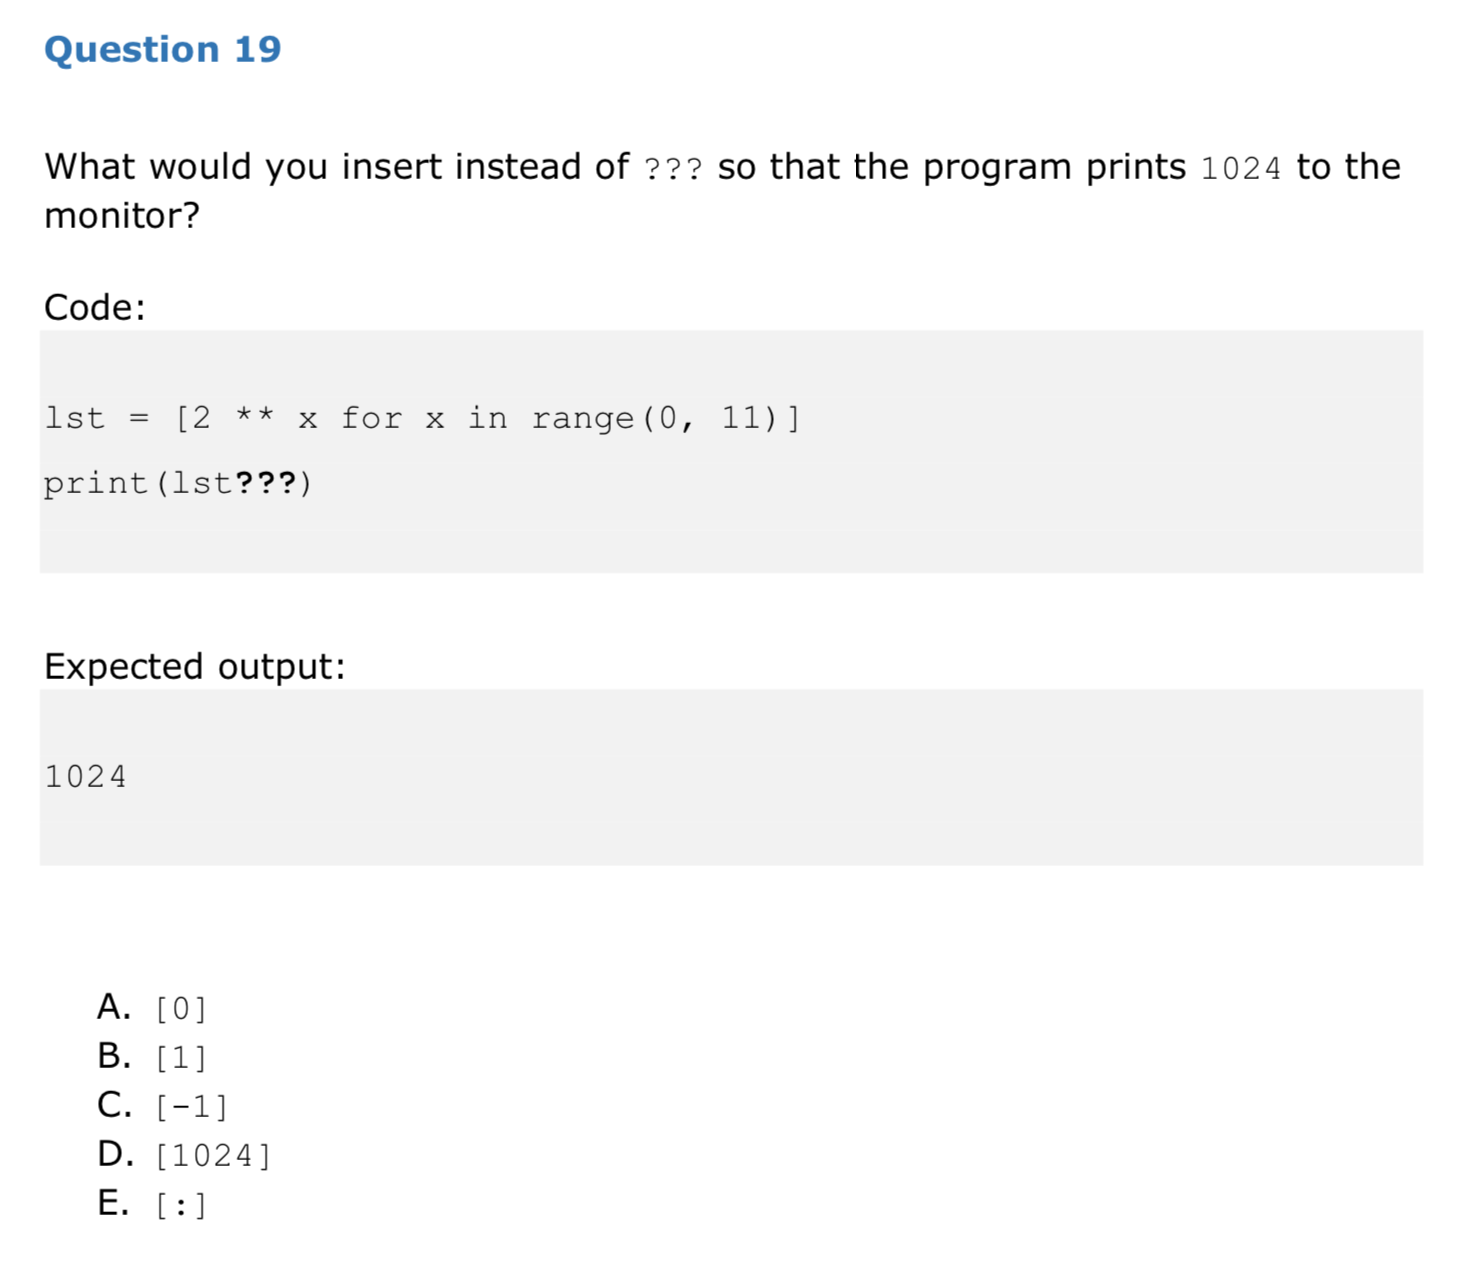 Question 19
What would you insert instead of ??? so that the program prints 1024 to the
monitor?
Code:
lst = [2 ** x for x in range(0, 11)]
print(lst???)
Expected output:
1024
A. [0]
B. [1]
C. [-1]
D. [1024]
E. [:]